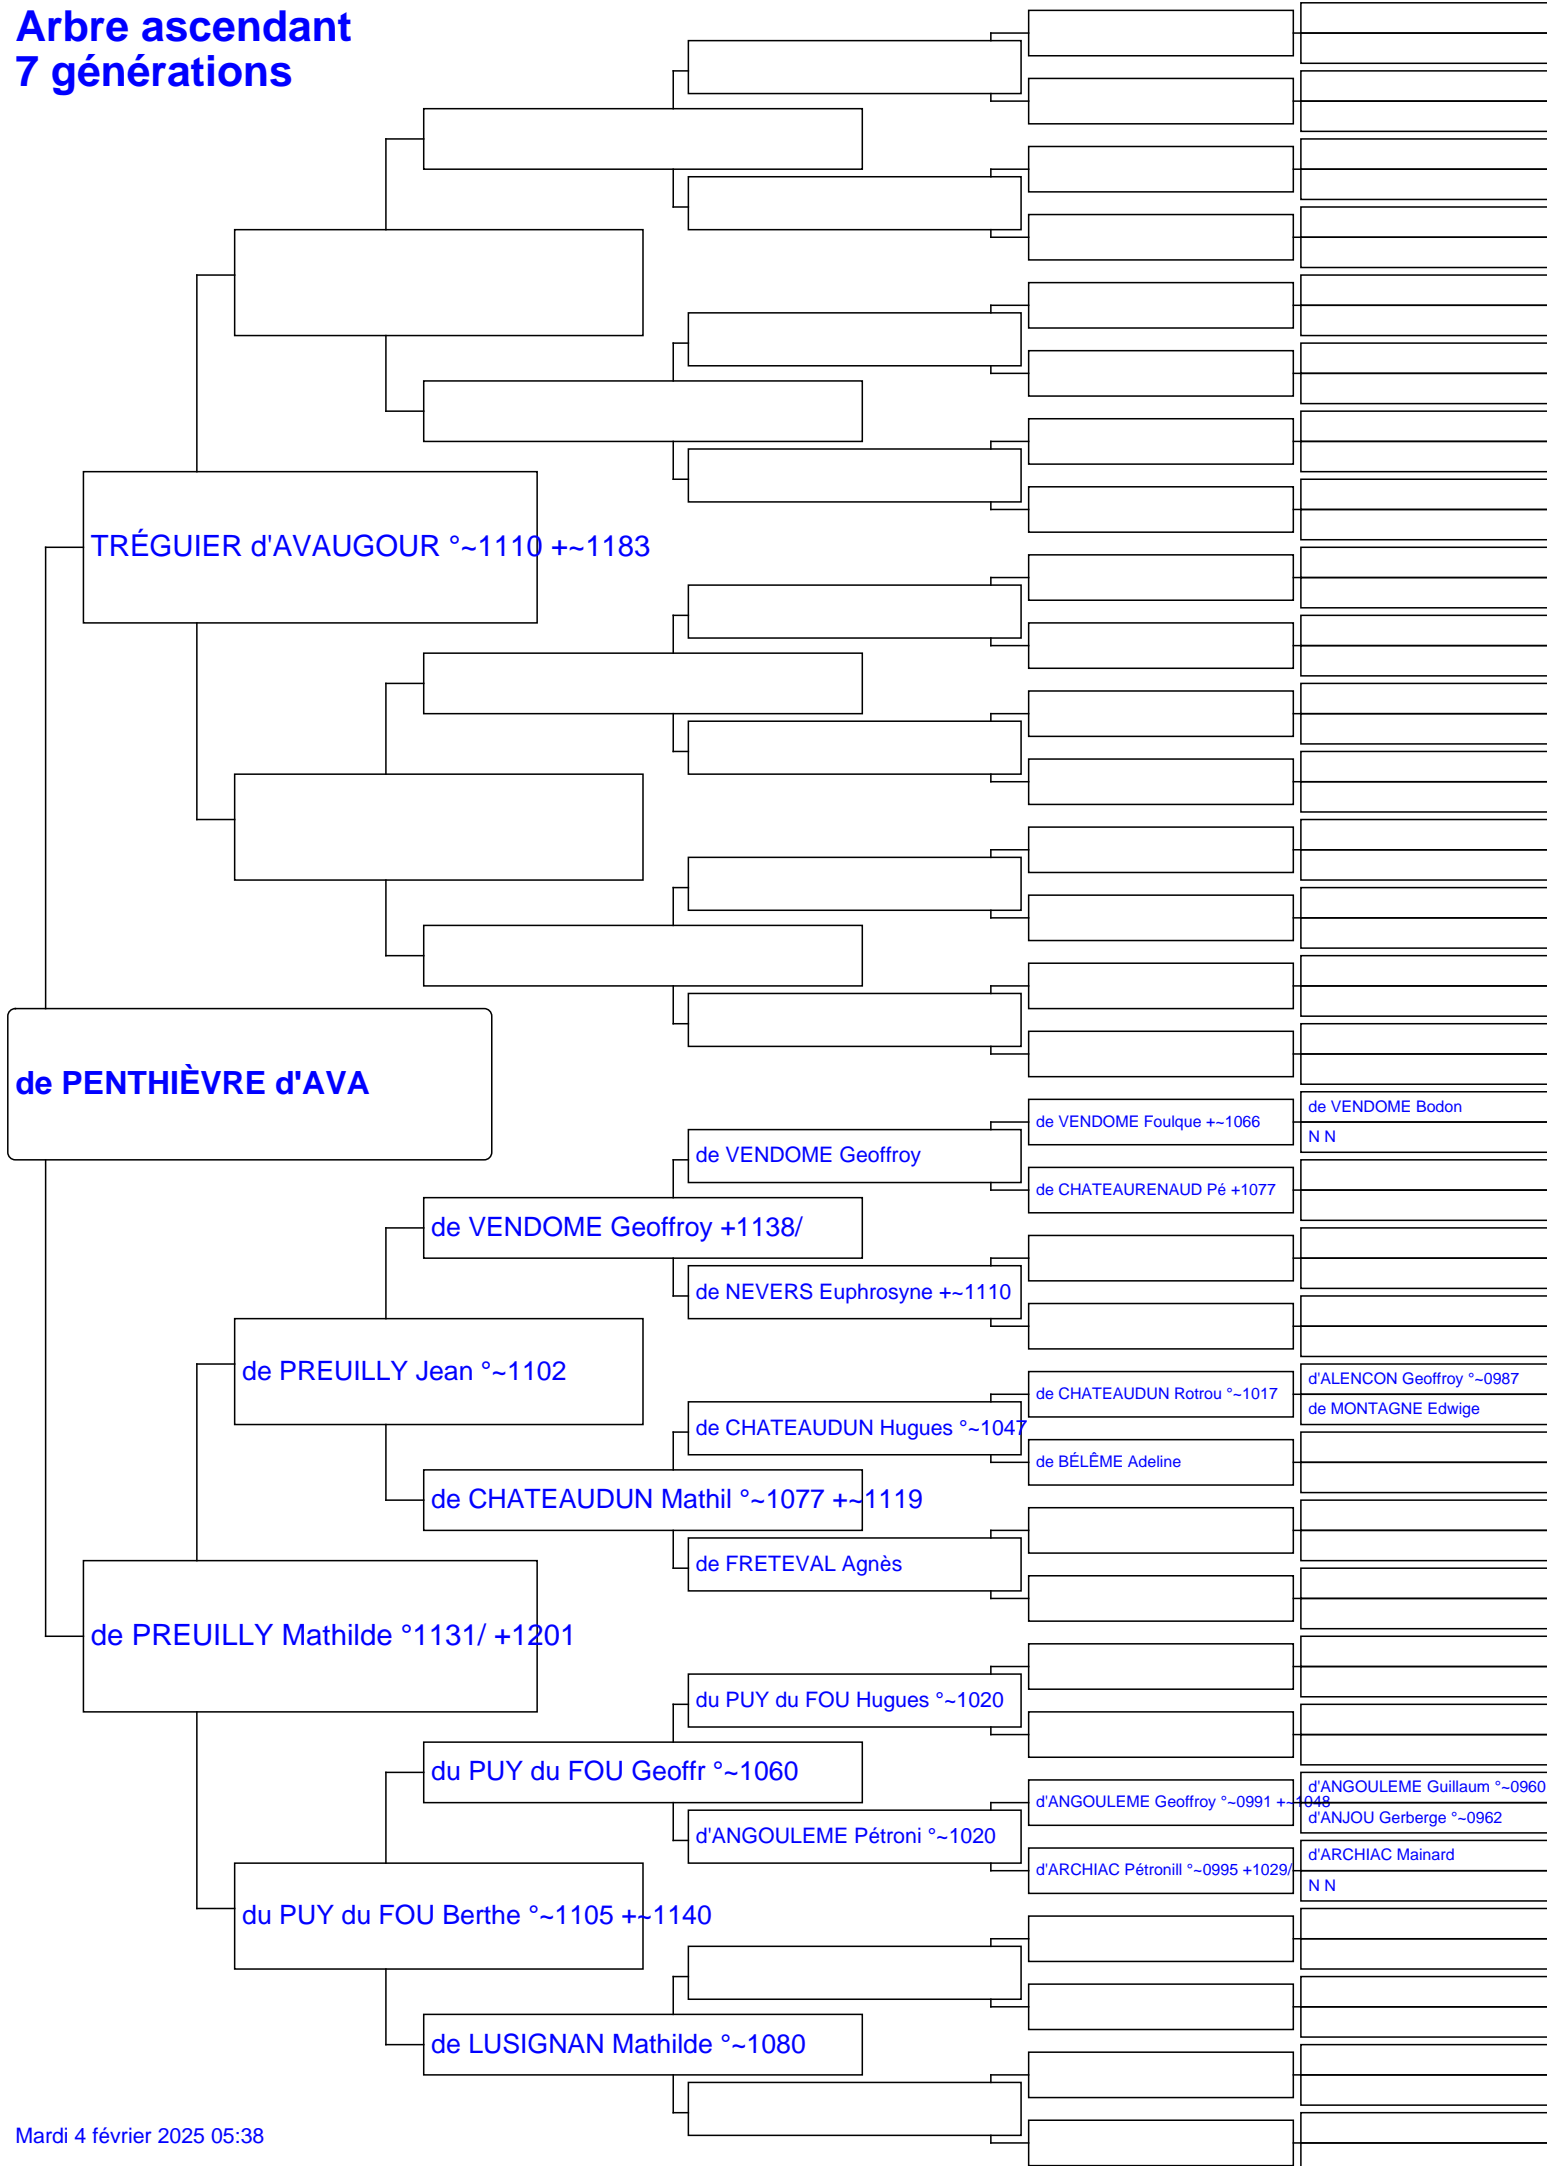 Arbre ascendant
7 générations
TRÉGUIER d'AVAUGOUR °~1110 +~1183
de PENTHIÈVRE d'AVA
de VENDOME Bodon
de VENDOME Foulque +~1066
N N
de VENDOME Geoffroy
de CHATEAURENAUD Pé +1077
de VENDOME Geoffroy +1138/
de NEVERS Euphrosyne +~1110
de PREUILLY Jean °~1102
d'ALENCON Geoffroy °~0987
de CHATEAUDUN Rotrou °~1017
de MONTAGNE Edwige
de CHATEAUDUN Hugues °~1047
de BÉLÊME Adeline
de CHATEAUDUN Mathil °~1077 +~1119
de FRETEVAL Agnès
de PREUILLY Mathilde °1131/ +1201
du PUY du FOU Hugues °~1020
du PUY du FOU Geoffr °~1060
d'ANGOULEME Guillaum °~0960
d'ANGOULEME Geoffroy °~0991 +~1048
d'ANJOU Gerberge °~0962
d'ANGOULEME Pétroni °~1020
d'ARCHIAC Mainard
d'ARCHIAC Pétronill °~0995 +1029/
N N
du PUY du FOU Berthe °~1105 +~1140
de LUSIGNAN Mathilde °~1080
Mardi 4 février 2025 05:38